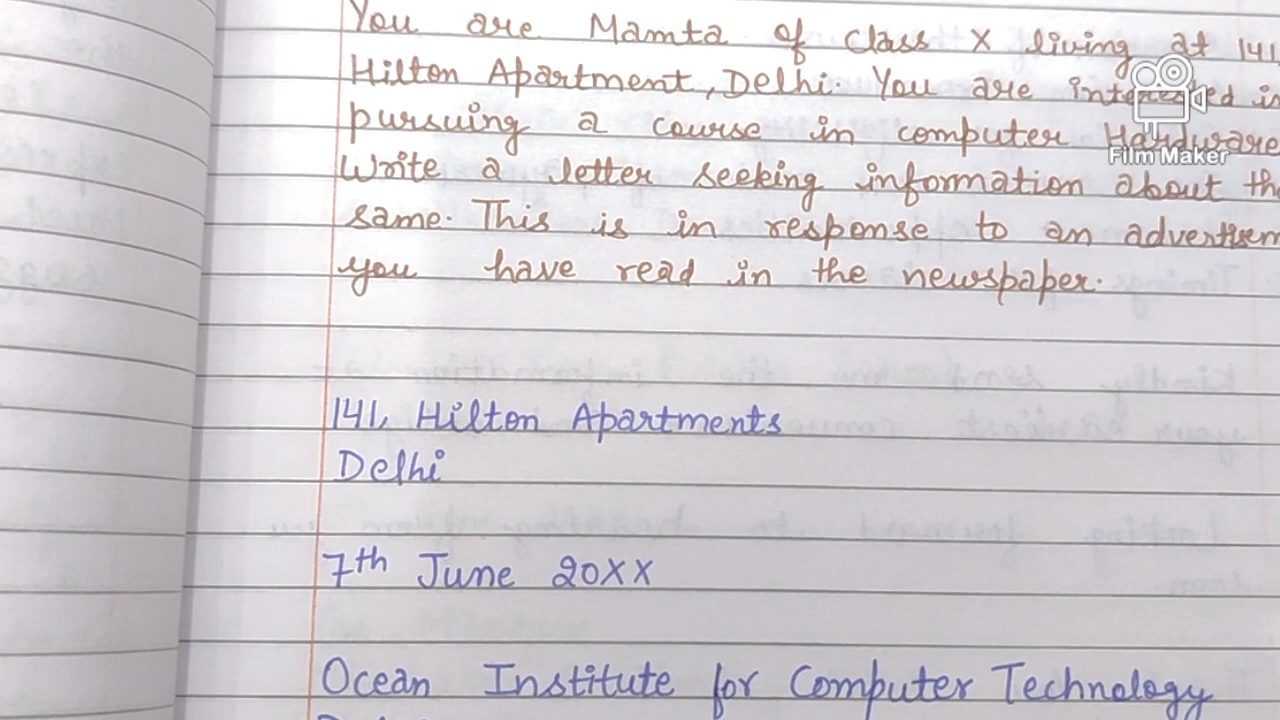 You are Mamta of Class X living at 141,
Hilton Apartment, Delhi. You are interested in
pursuing a course in computer Hardware
Write a letter seeking information about th
same. This is in response to an advertisem
you have read in the newspaper.
141, Hilton Apartments
Delhi
7th June 20XX
Ocean Institute for Computer Technology
Film Maker